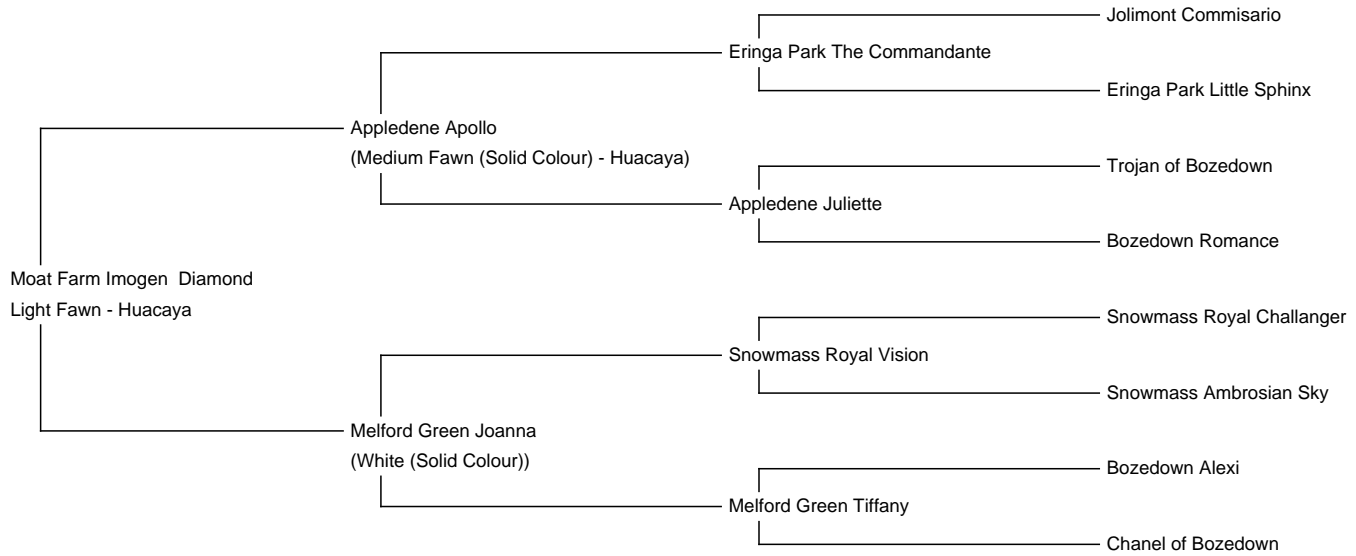 Jolimont Commisario
Eringa Park The Commandante
Eringa Park Little Sphinx
Appledene Apollo
(Medium Fawn (Solid Colour) - Huacaya)
Trojan of Bozedown
Appledene Juliette
Bozedown Romance
Moat Farm Imogen  Diamond
Light Fawn - Huacaya
Snowmass Royal Challanger
Snowmass Royal Vision
Snowmass Ambrosian Sky
Melford Green Joanna
(White (Solid Colour))
Bozedown Alexi
Melford Green Tiffany
Chanel of Bozedown